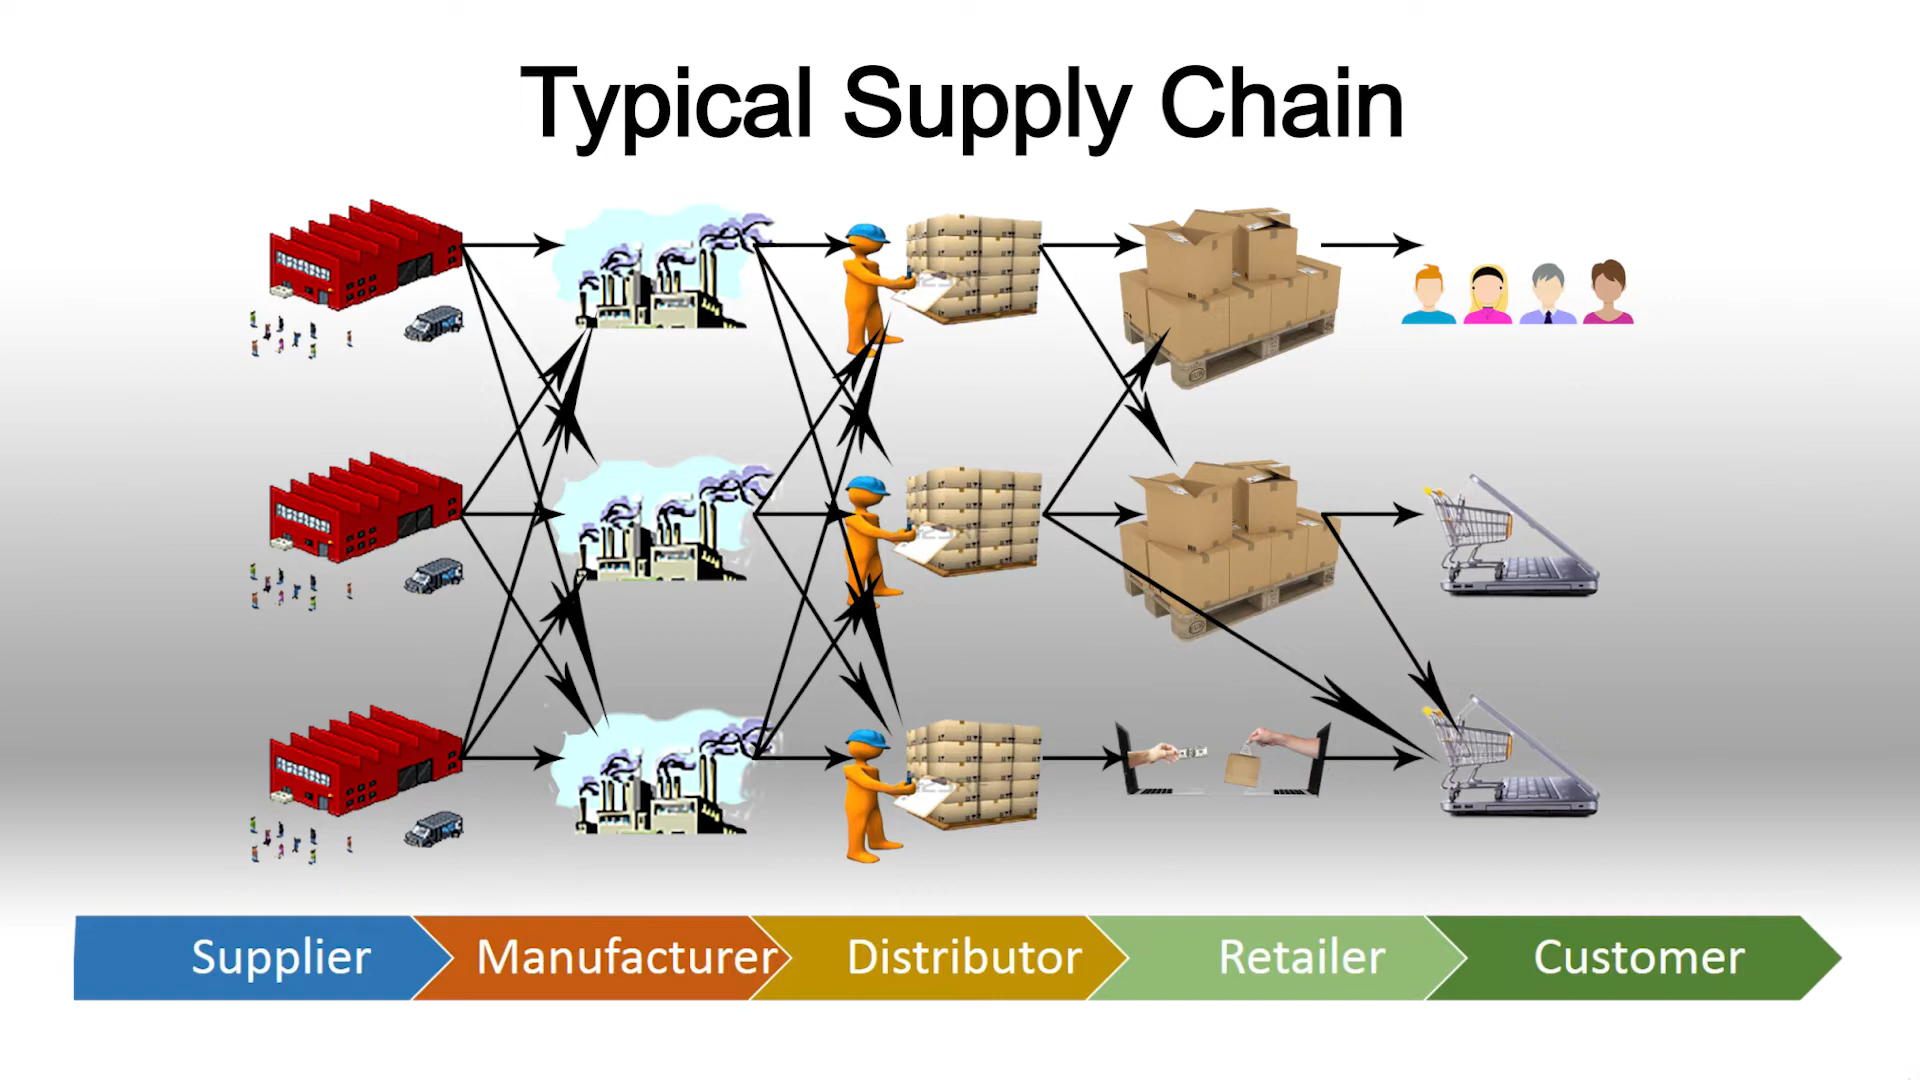 Typical Supply Chain
Supplier
Manufacturer
Distributor
Retailer
Customer